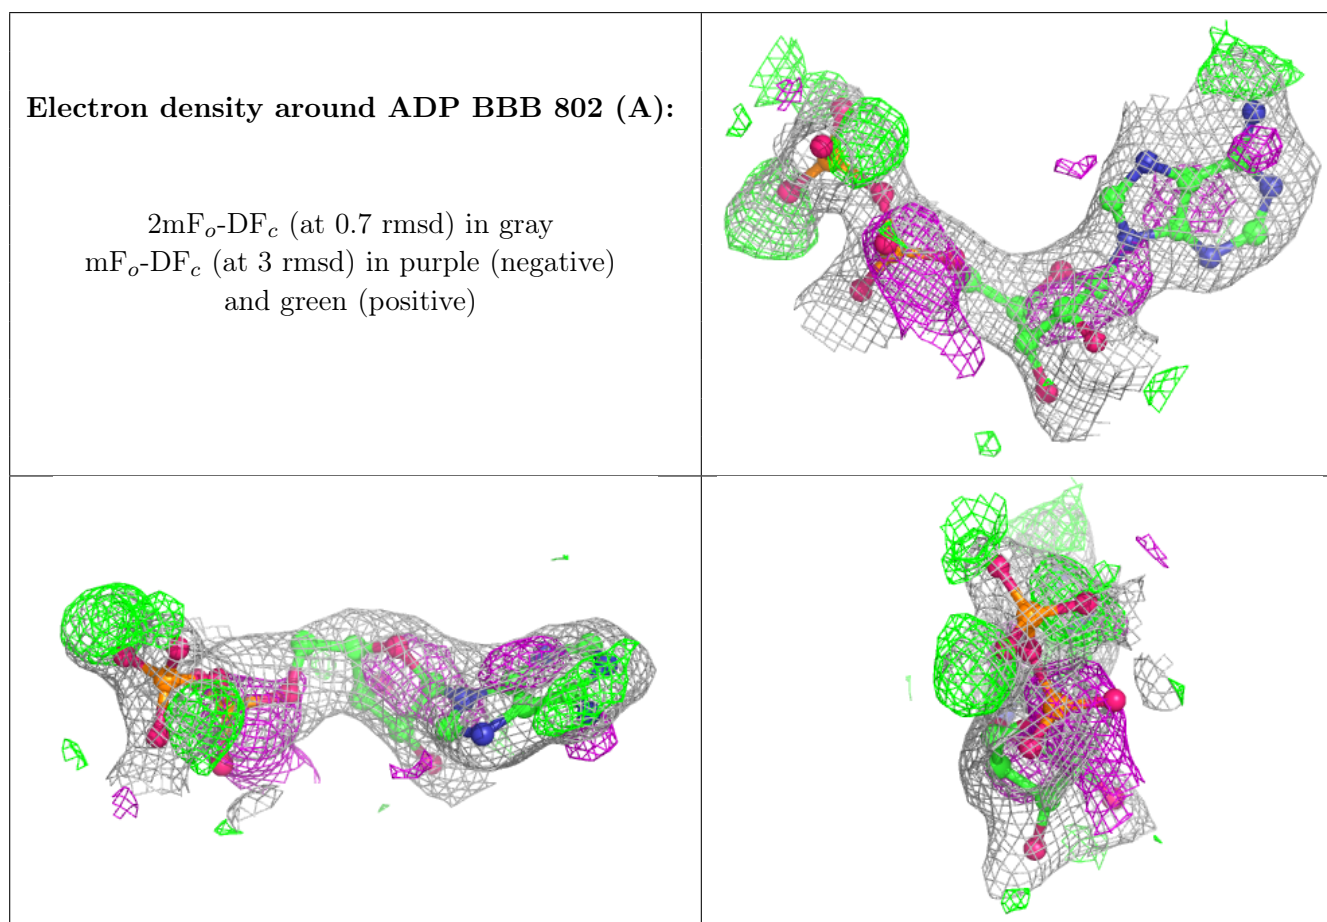 Electron density around ADP BBB 802 (A):
2mFₒ-DF𝒸 (at 0.7 rmsd) in gray
mFₒ-DF𝒸 (at 3 rmsd) in purple (negative)
and green (positive)